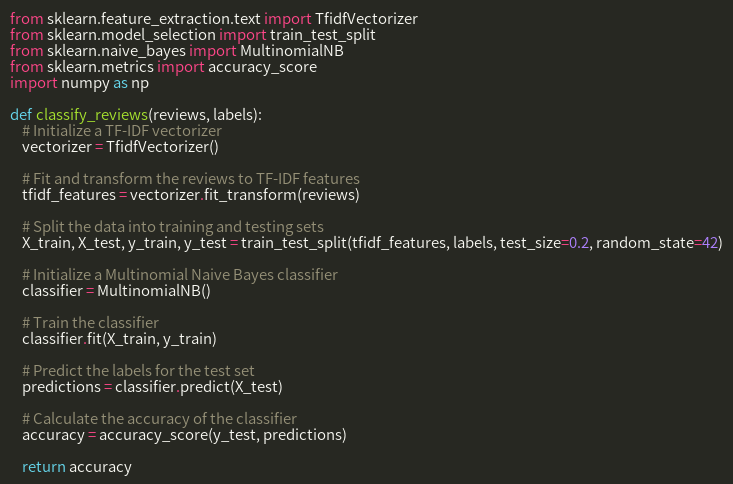 from sklearn.feature_extraction.text import TfidfVectorizer
from sklearn.model_selection import train_test_split
from sklearn.naive_bayes import MultinomialNB
from sklearn.metrics import accuracy_score
import numpy as np

def classify_reviews(reviews, labels):
    # Initialize a TF-IDF vectorizer
    vectorizer = TfidfVectorizer()

    # Fit and transform the reviews to TF-IDF features
    tfidf_features = vectorizer.fit_transform(reviews)

    # Split the data into training and testing sets
    X_train, X_test, y_train, y_test = train_test_split(tfidf_features, labels, test_size=0.2, random_state=42)

    # Initialize a Multinomial Naive Bayes classifier
    classifier = MultinomialNB()

    # Train the classifier
    classifier.fit(X_train, y_train)

    # Predict the labels for the test set
    predictions = classifier.predict(X_test)

    # Calculate the accuracy of the classifier
    accuracy = accuracy_score(y_test, predictions)

    return accuracy